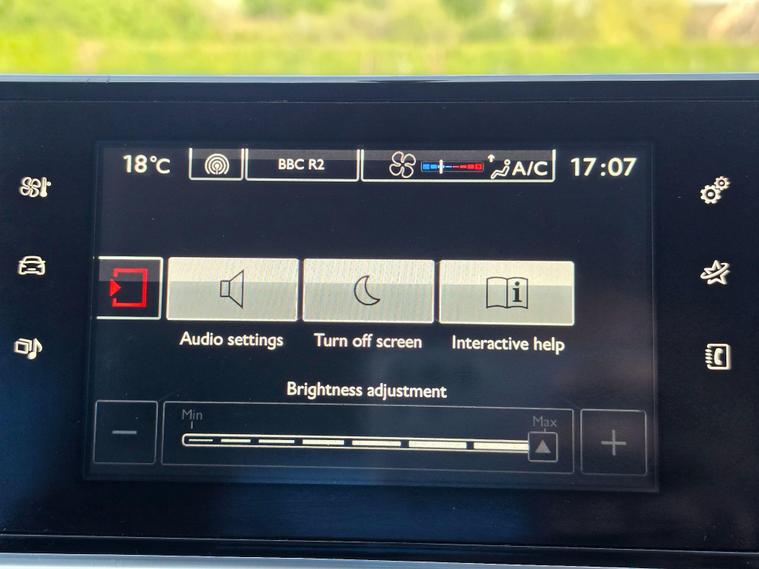 18°C BBC R2 A/C 17:07
Audio settings Turn off screen Interactive help
Brightness adjustment
Min Max